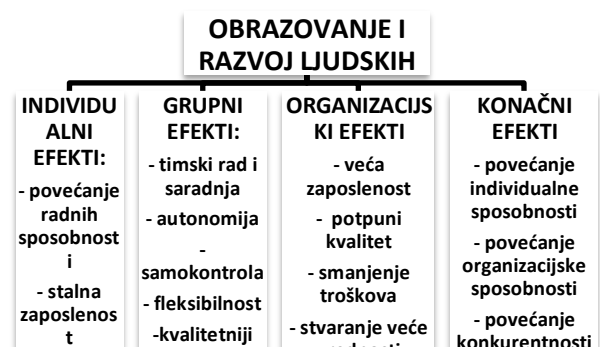 OBRAZOVANJE I
RAZVOJ LJUDSKIH
INDIVIDU
ALNI
EFEKTI:
- povećanje
radnih
sposobnost
i
- stalna
zaposlenos
t
GRUPNI
EFEKTI:
- timski rad i
saradnja
- autonomija
-
samokontrola
- fleksibilnost
-kvalitetniji
ORGANIZACIJS
KI EFEKTI
- veća
zaposlenost
- potpuni
kvalitet
- smanjenje
troškova
- stvaranje veće
KONAČNI
EFEKTI
- povećanje
individualne
sposobnosti
- povećanje
organizacijske
sposobnosti
- povećanje
konkurentnosti